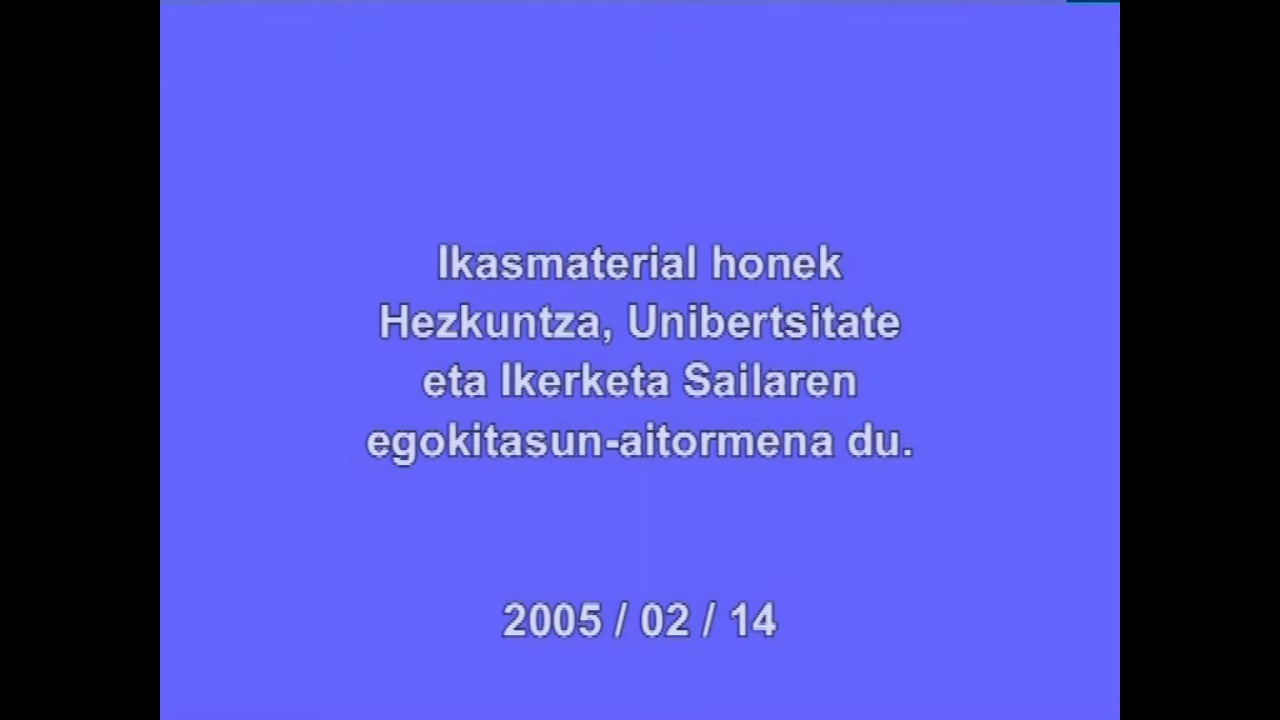 Ikasmaterial honek
Hezkuntza, Unibertsitate
eta Ikerketa Sailaren
egokitasun-aitormena du.
2005 / 02 / 14